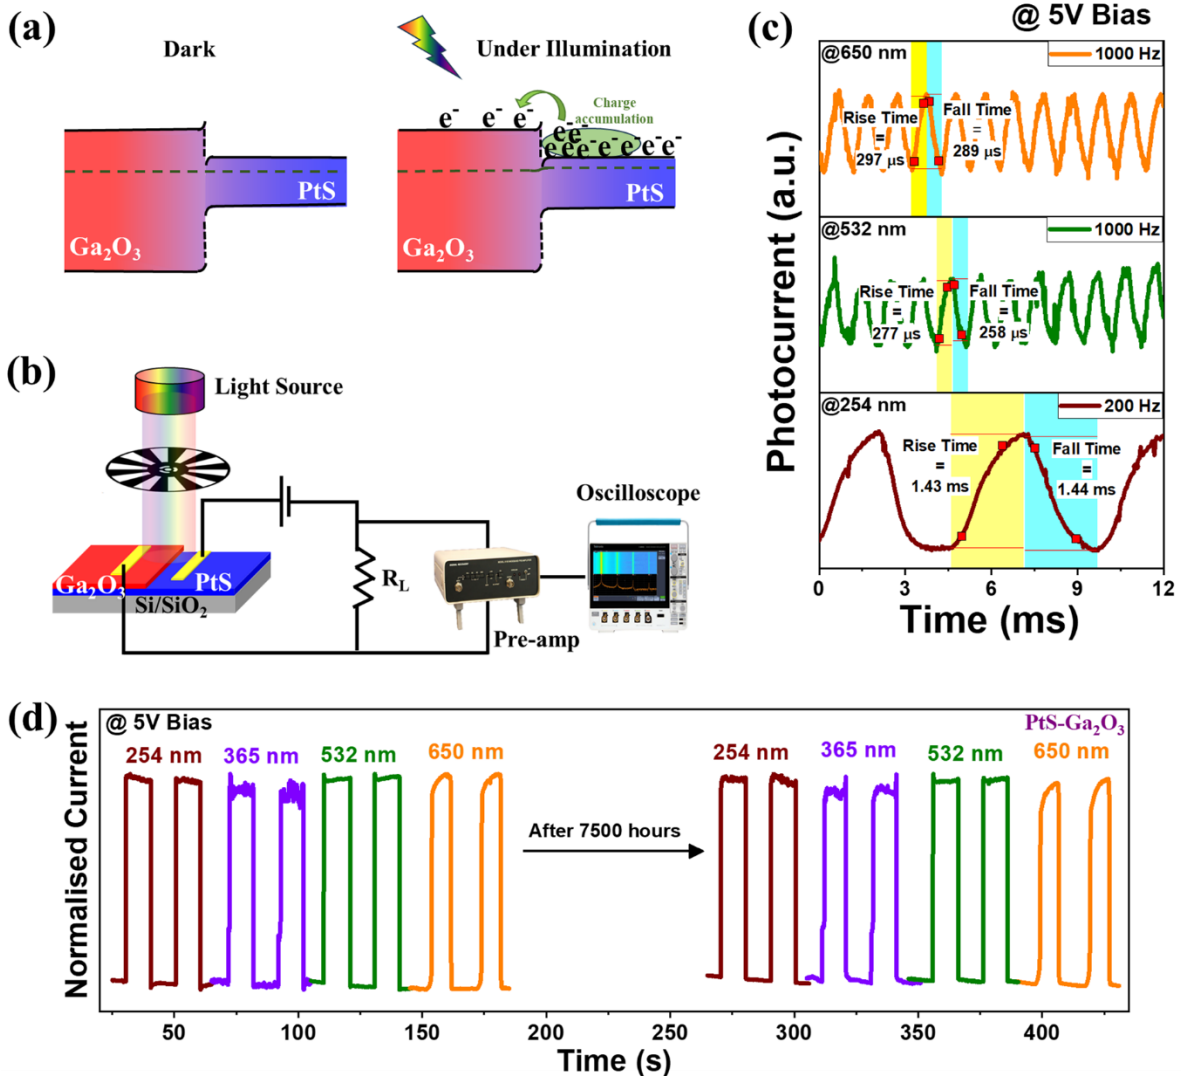 (a)
Dark
Under Illumination
Charge
accumulation
e⁻ e⁻ e⁻
e⁻ e⁻
e⁻ e⁻ e⁻ e⁻ e⁻ e⁻ e⁻
PtS
PtS
Ga₂O₃
Ga₂O₃
(b)
Light Source
Oscilloscope
Ga₂O₃
PtS
Si/SiO₂
R_L
Pre-amp
(c)
@ 5V Bias
Photocurrent (a.u.)
@650 nm
1000 Hz
Rise Time
=
297 µs
Fall Time
=
289 µs
@532 nm
1000 Hz
Rise Time
=
277 µs
Fall Time
=
258 µs
@254 nm
200 Hz
Rise Time
=
1.43 ms
Fall Time
=
1.44 ms
0 3 6 9 12
Time (ms)
(d)
Normalised Current
@ 5V Bias
PtS-Ga₂O₃
254 nm 365 nm 532 nm 650 nm
254 nm 365 nm 532 nm 650 nm
After 7500 hours
50 100 150 200 250 300 350 400
Time (s)